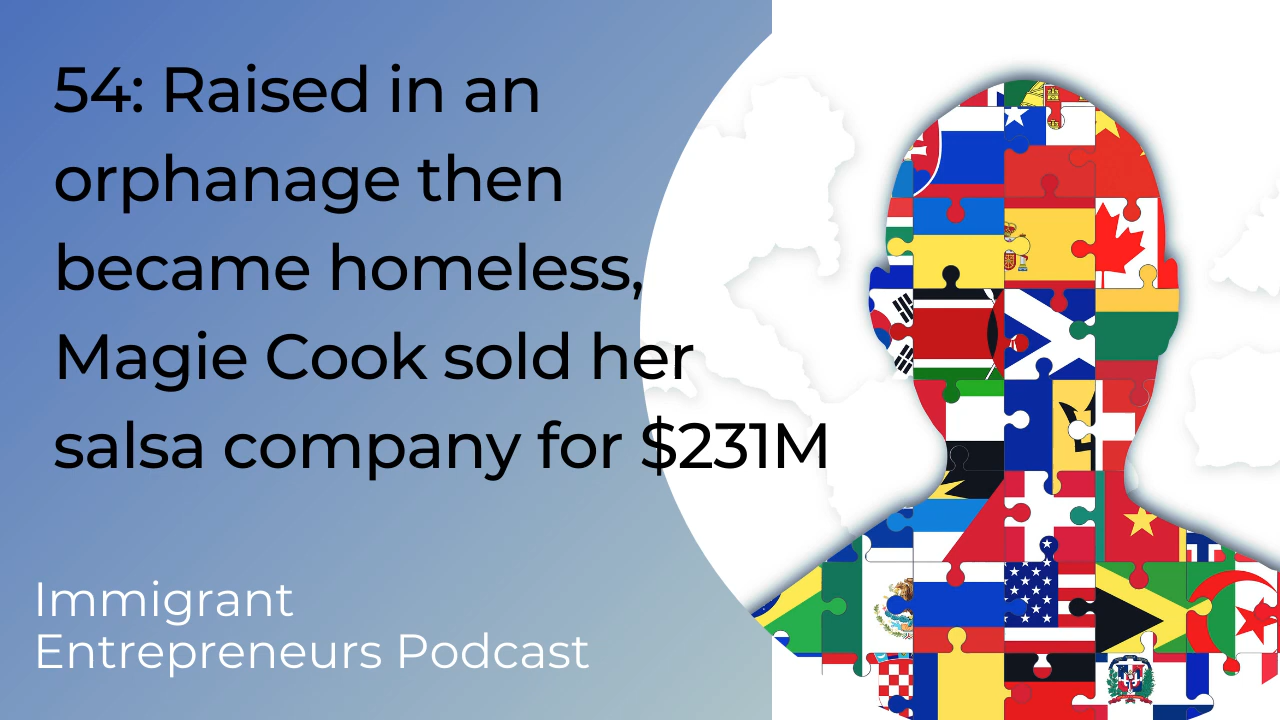 54: Raised in an
orphanage then
became homeless,
Magie Cook sold her
salsa company for $231M
Immigrant
Entrepreneurs Podcast